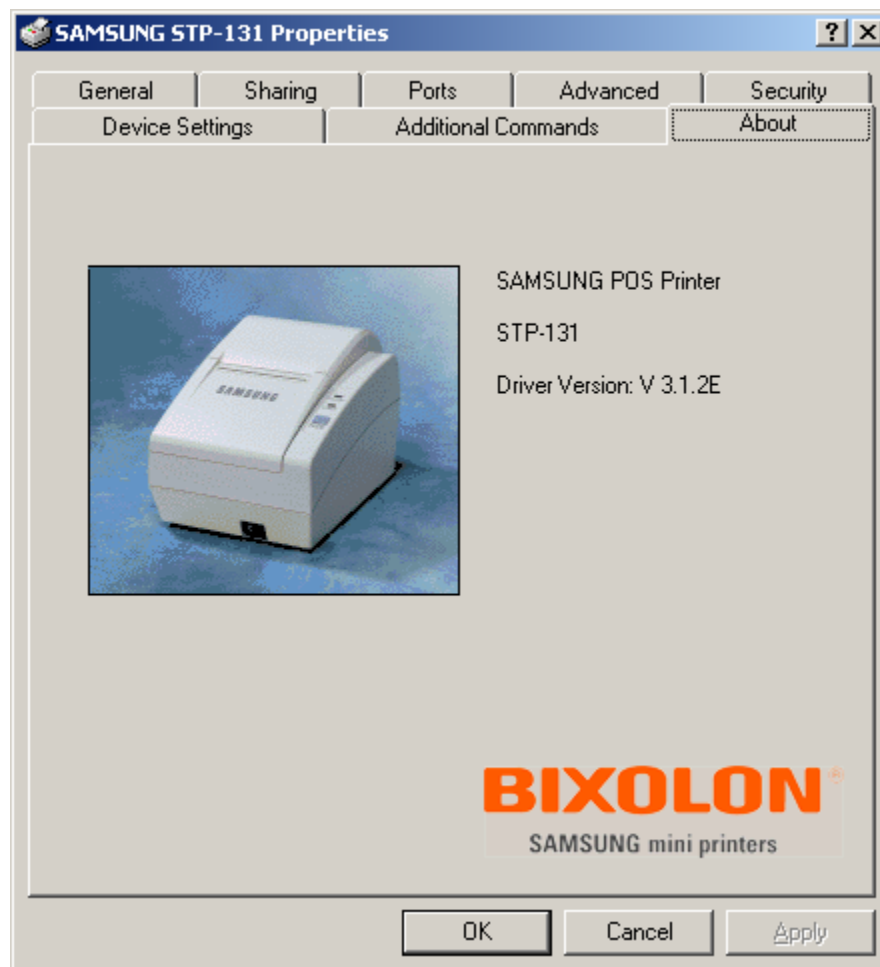 SAMSUNG STP-131 Properties
General Sharing Ports Advanced Security
Device Settings Additional Commands About
SAMSUNG
SAMSUNG POS Printer
STP-131
Driver Version: V 3.1.2E
BIXOLON®
SAMSUNG mini printers
OK Cancel Apply